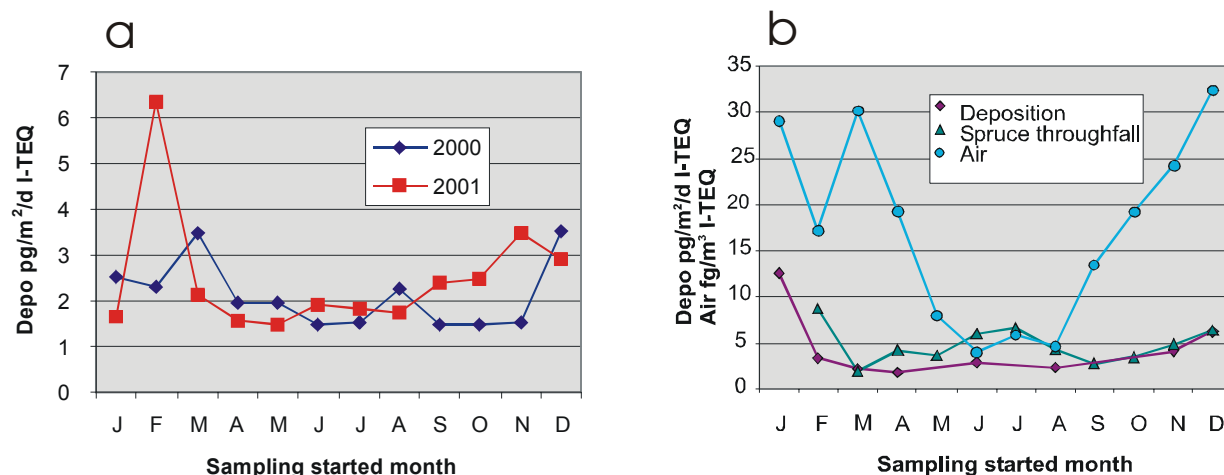 a
7
6
5
4
3
2
1
0
Depo pg/m²/d I-TEQ
2000
2001
J F M A M J J A S O N D
Sampling started month
b
35
30
25
20
15
10
5
0
Depo pg/m²/d I-TEQ
Air fg/m³ I-TEQ
Deposition
Spruce throughfall
Air
J F M A M J J A S O N D
Sampling started month